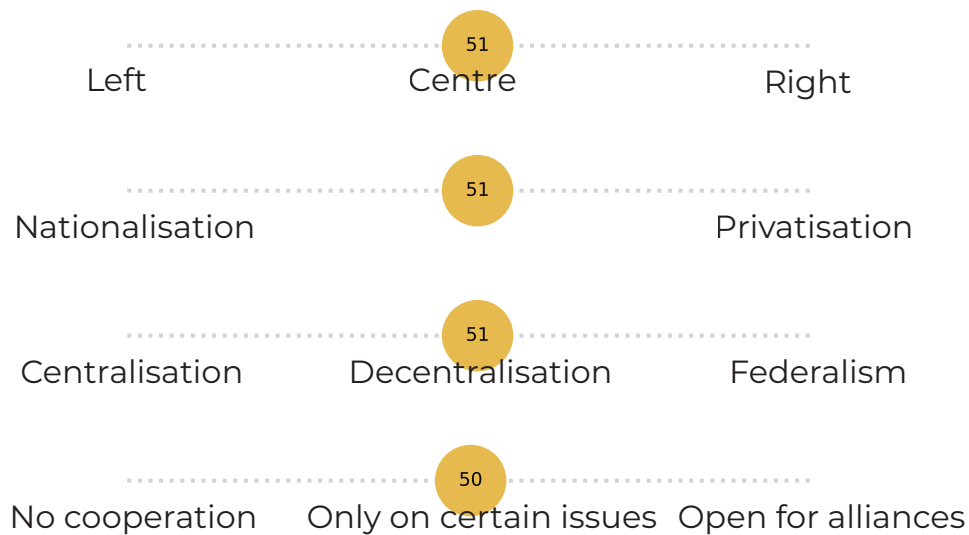 51
Left Centre Right
51
Nationalisation Privatisation
51
Centralisation Decentralisation Federalism
50
No cooperation Only on certain issues Open for alliances